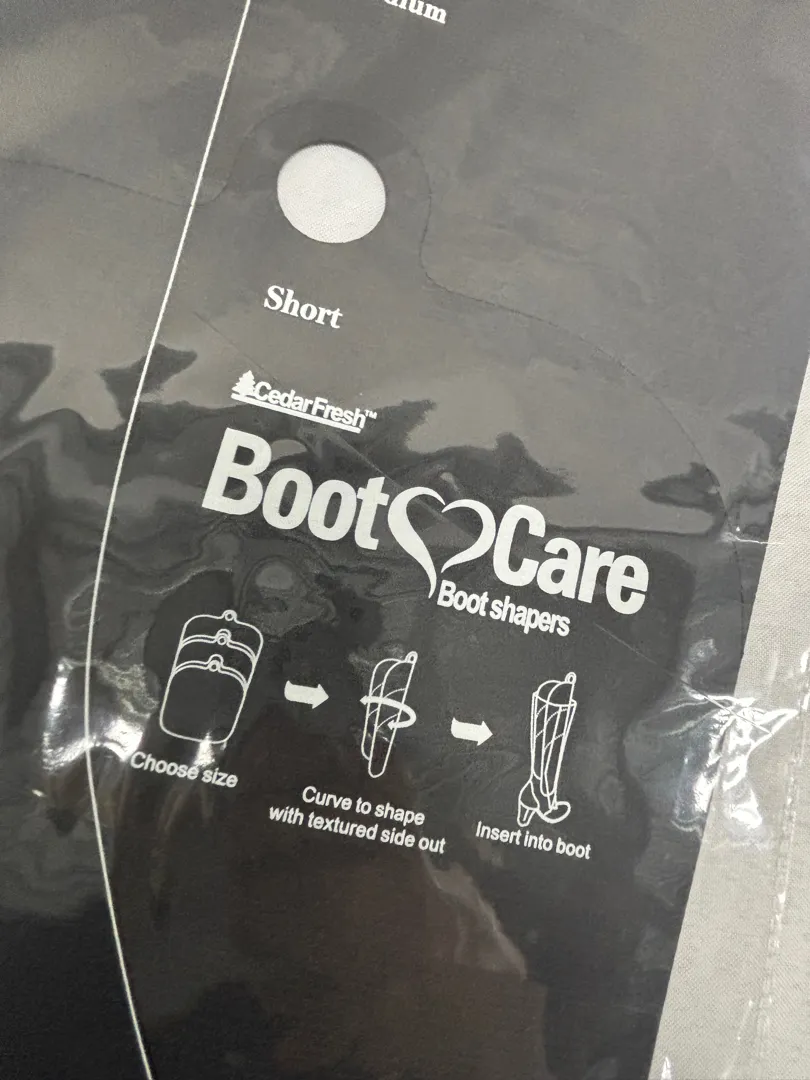 Short
CedarFresh™
Boot Care
Boot shapers
Choose size
Curve to shape
with textured side out
Insert into boot